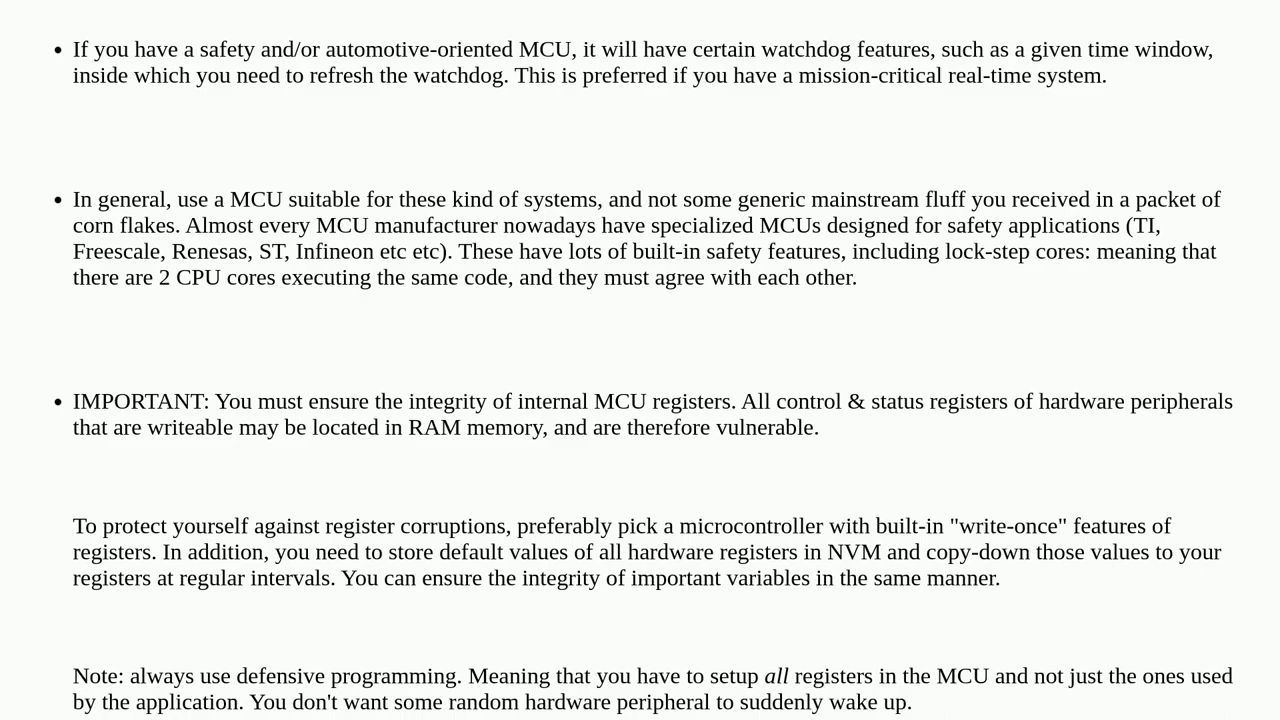 • If you have a safety and/or automotive-oriented MCU, it will have certain watchdog features, such as a given time window,
inside which you need to refresh the watchdog. This is preferred if you have a mission-critical real-time system.
• In general, use a MCU suitable for these kind of systems, and not some generic mainstream fluff you received in a packet of
corn flakes. Almost every MCU manufacturer nowadays have specialized MCUs designed for safety applications (TI,
Freescale, Renesas, ST, Infineon etc etc). These have lots of built-in safety features, including lock-step cores: meaning that
there are 2 CPU cores executing the same code, and they must agree with each other.
• IMPORTANT: You must ensure the integrity of internal MCU registers. All control & status registers of hardware peripherals
that are writeable may be located in RAM memory, and are therefore vulnerable.
To protect yourself against register corruptions, preferably pick a microcontroller with built-in "write-once" features of
registers. In addition, you need to store default values of all hardware registers in NVM and copy-down those values to your
registers at regular intervals. You can ensure the integrity of important variables in the same manner.
Note: always use defensive programming. Meaning that you have to setup all registers in the MCU and not just the ones used
by the application. You don't want some random hardware peripheral to suddenly wake up.